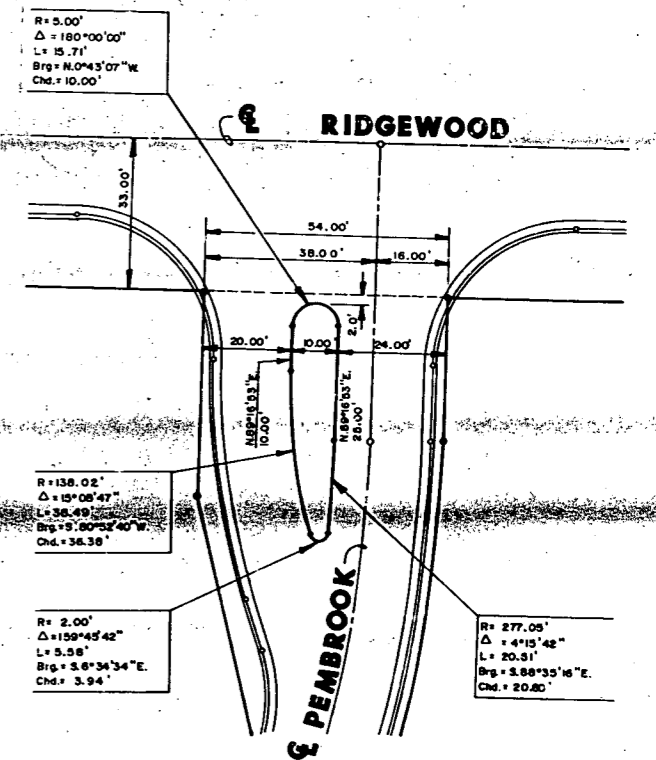 R= 5.00'
Δ = 180°00'00"
L= 15.71'
Brg= N.0°43'07"W.
Chd.= 10.00'
℄ RIDGEWOOD
33.00'
54.00'
38.00' 16.00'
2.0'
20.00' 10.00' 24.00'
N.89°16'53"E.
10.00'
N.89°16'53"E.
25.00'
R=138.02'
Δ = 15°08'47"
L= 36.49'
Brg= S.80°52'40"W.
Chd.= 36.38'
R= 2.00'
Δ=159°45'42"
L= 5.58'
Brg= S.6°34'34"E.
Chd.= 3.94'
R= 277.05'
Δ = 4°15'42"
L= 20.61'
Brg.= S.88°35'16"E.
Chd.= 20.60'
℄ PEMBROOK